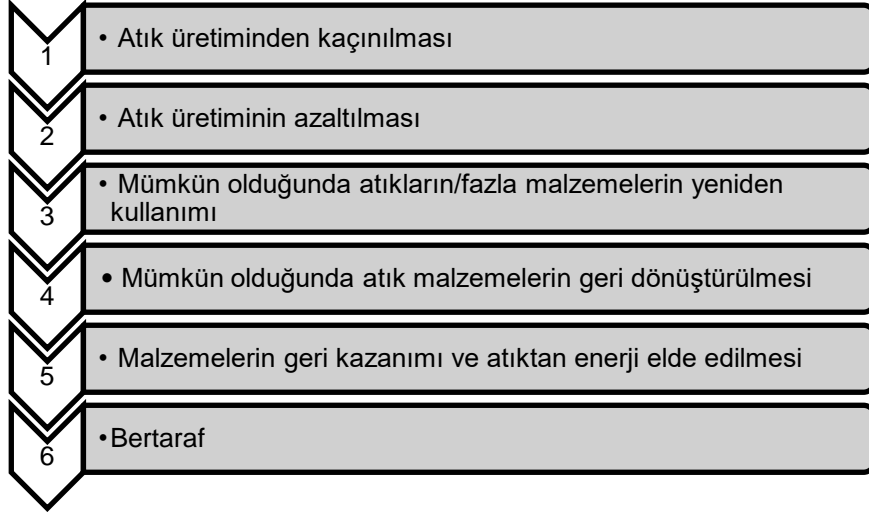 1
• Atık üretiminden kaçınılması
2
• Atık üretiminin azaltılması
3
• Mümkün olduğunda atıkların/fazla malzemelerin yeniden
kullanımı
4
• Mümkün olduğunda atık malzemelerin geri dönüştürülmesi
5
• Malzemelerin geri kazanımı ve atıktan enerji elde edilmesi
6
•Bertaraf